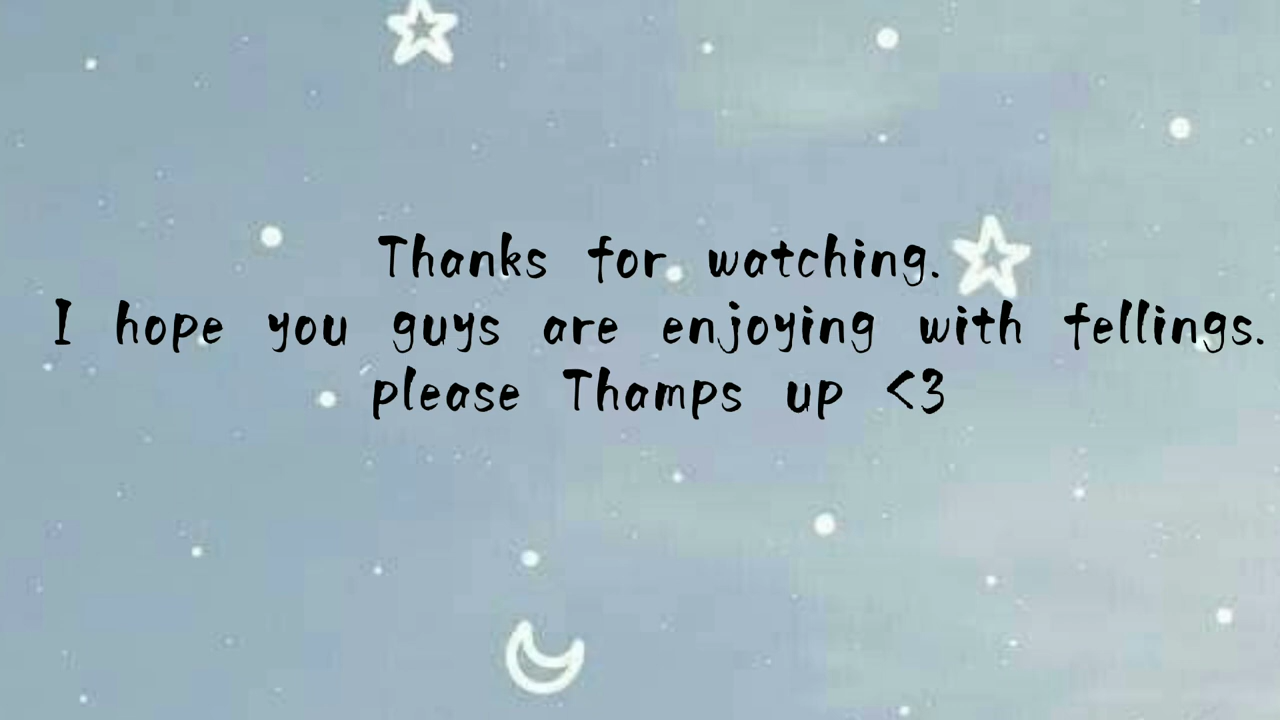 Thanks for watching.
I hope you guys are enjoying with fellings.
please Thamps up <3